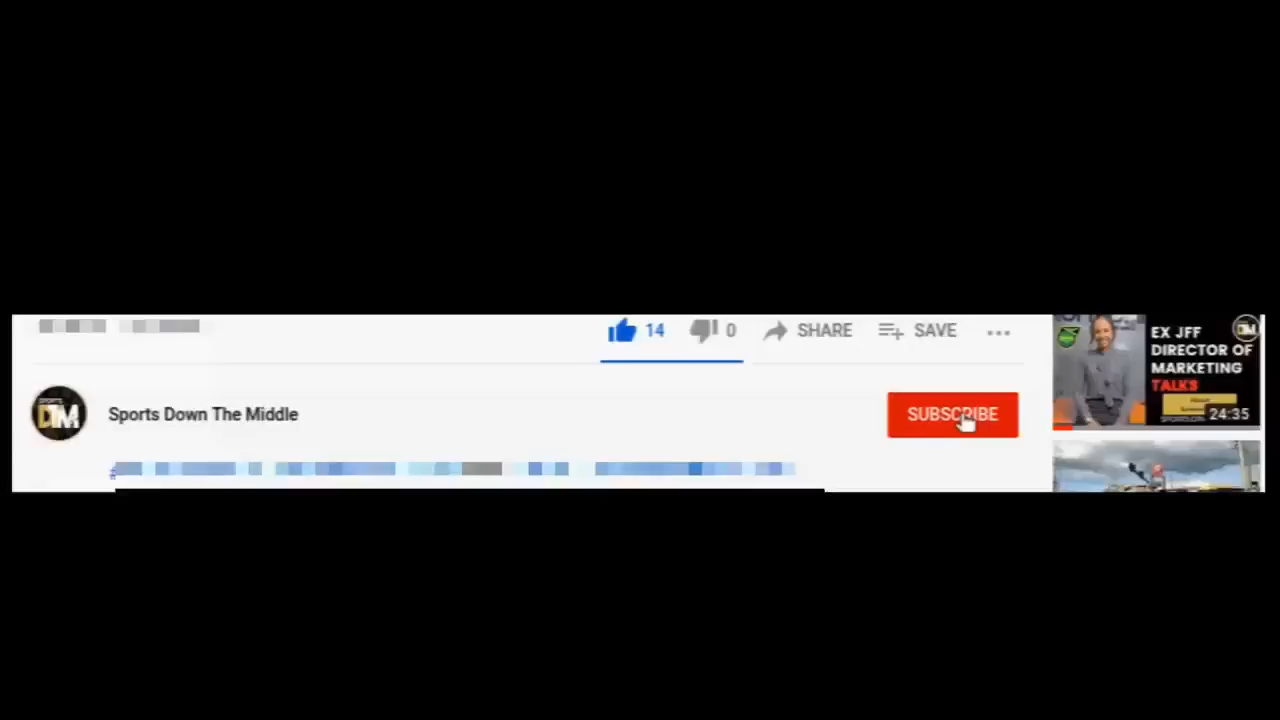 14 0 SHARE SAVE
Sports Down The Middle
SUBSCRIBE
EX JFF
DIRECTOR OF
MARKETING
TALKS
24:35